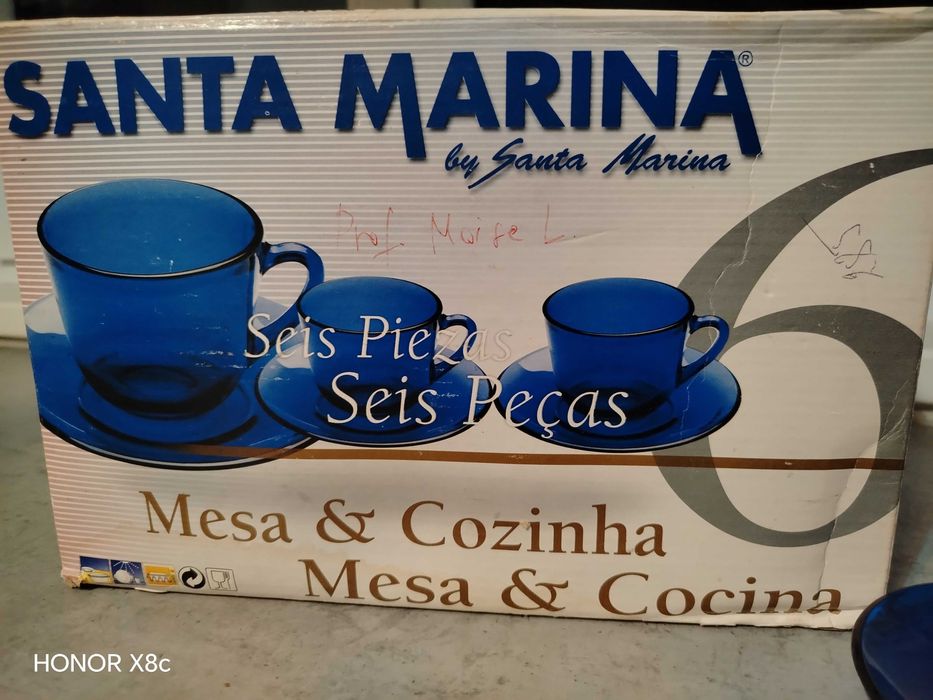 SANTA MARINA®
by Santa Marina
Prof. Moise L.
Seis Piezas
Seis Peças
6
Mesa & Cozinha
Mesa & Cocina
HONOR X8c